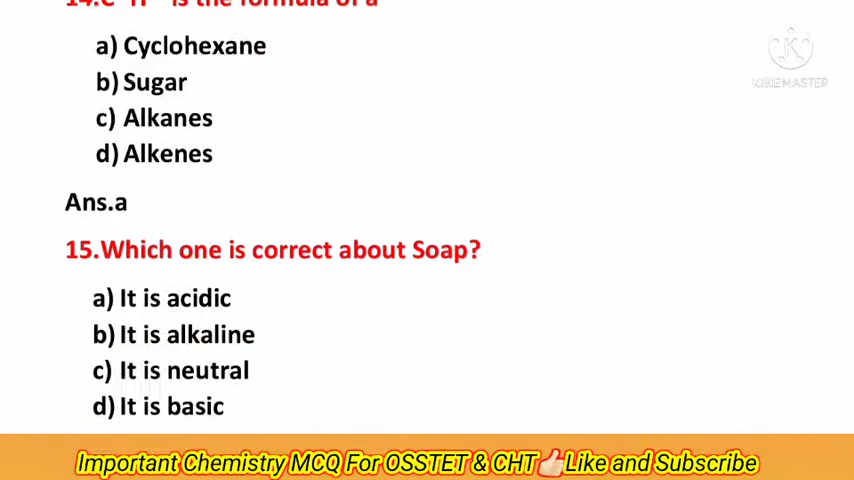 is the formula of a
a) Cyclohexane
KINEMASTER
b) Sugar
c) Alkanes
d) Alkenes
Ans.a
15.Which one is correct about Soap?
a) It is acidic
b) It is alkaline
c) It is neutral
d) It is basic
Important Chemistry MCQ For OSSTET & CHT👍🏻Like and Subscribe